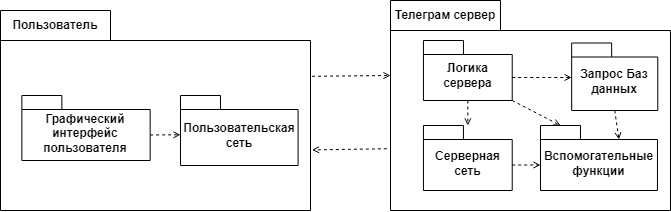 Пользователь
Графический
интерфейс
пользователя
Пользовательская
сеть
Телеграм сервер
Логика
сервера
Запрос Баз
данных
Серверная
сеть
Вспомогательные
функции